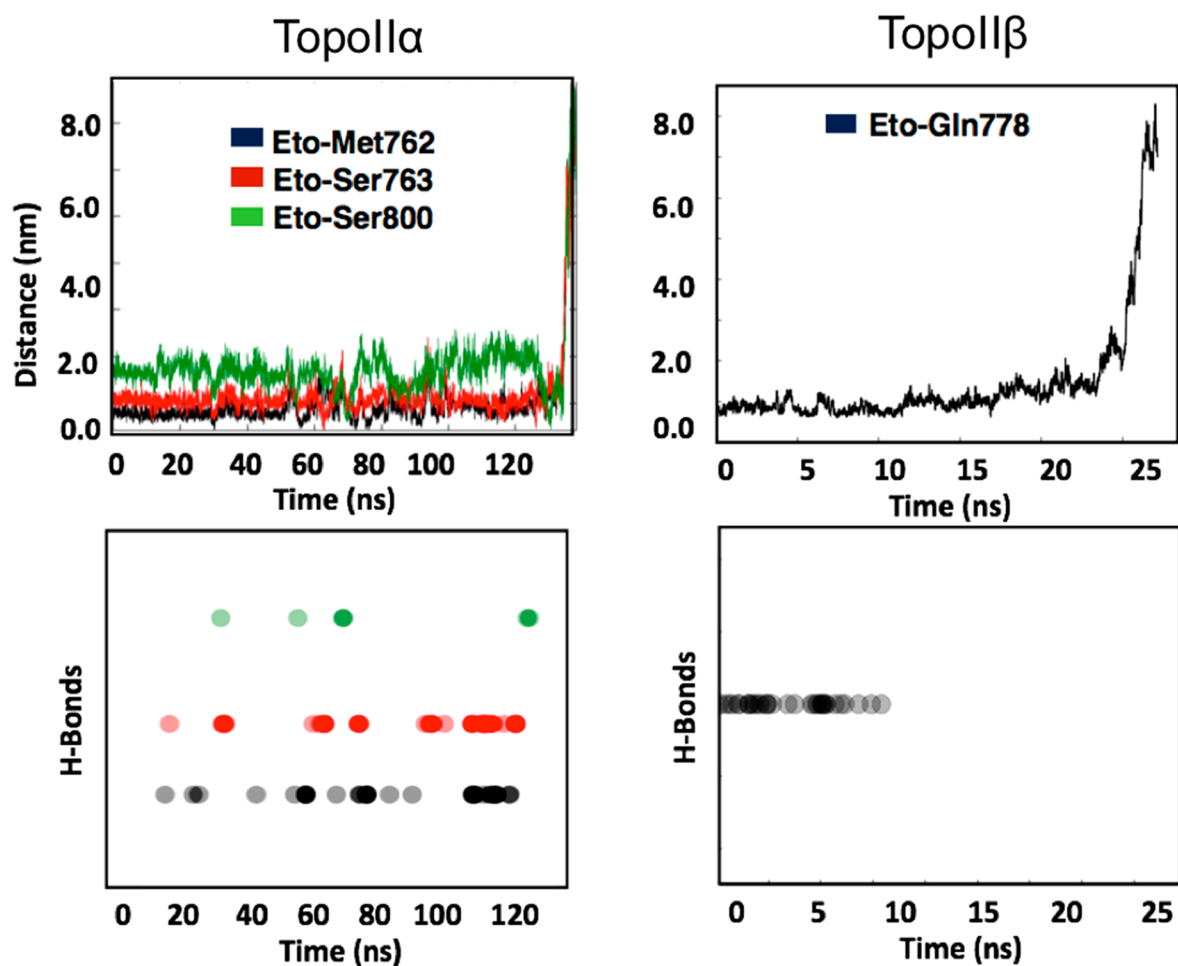 TopoIIα
TopoIIβ
Distance (nm)
8.0
6.0
4.0
2.0
0.0
Eto-Met762
Eto-Ser763
Eto-Ser800
0 20 40 60 80 100 120
Time (ns)
8.0
6.0
4.0
2.0
0.0
Eto-Gln778
0 5 10 15 20 25
Time (ns)
H-Bonds
0 20 40 60 80 100 120
Time (ns)
H-Bonds
0 5 10 15 20 25
Time (ns)